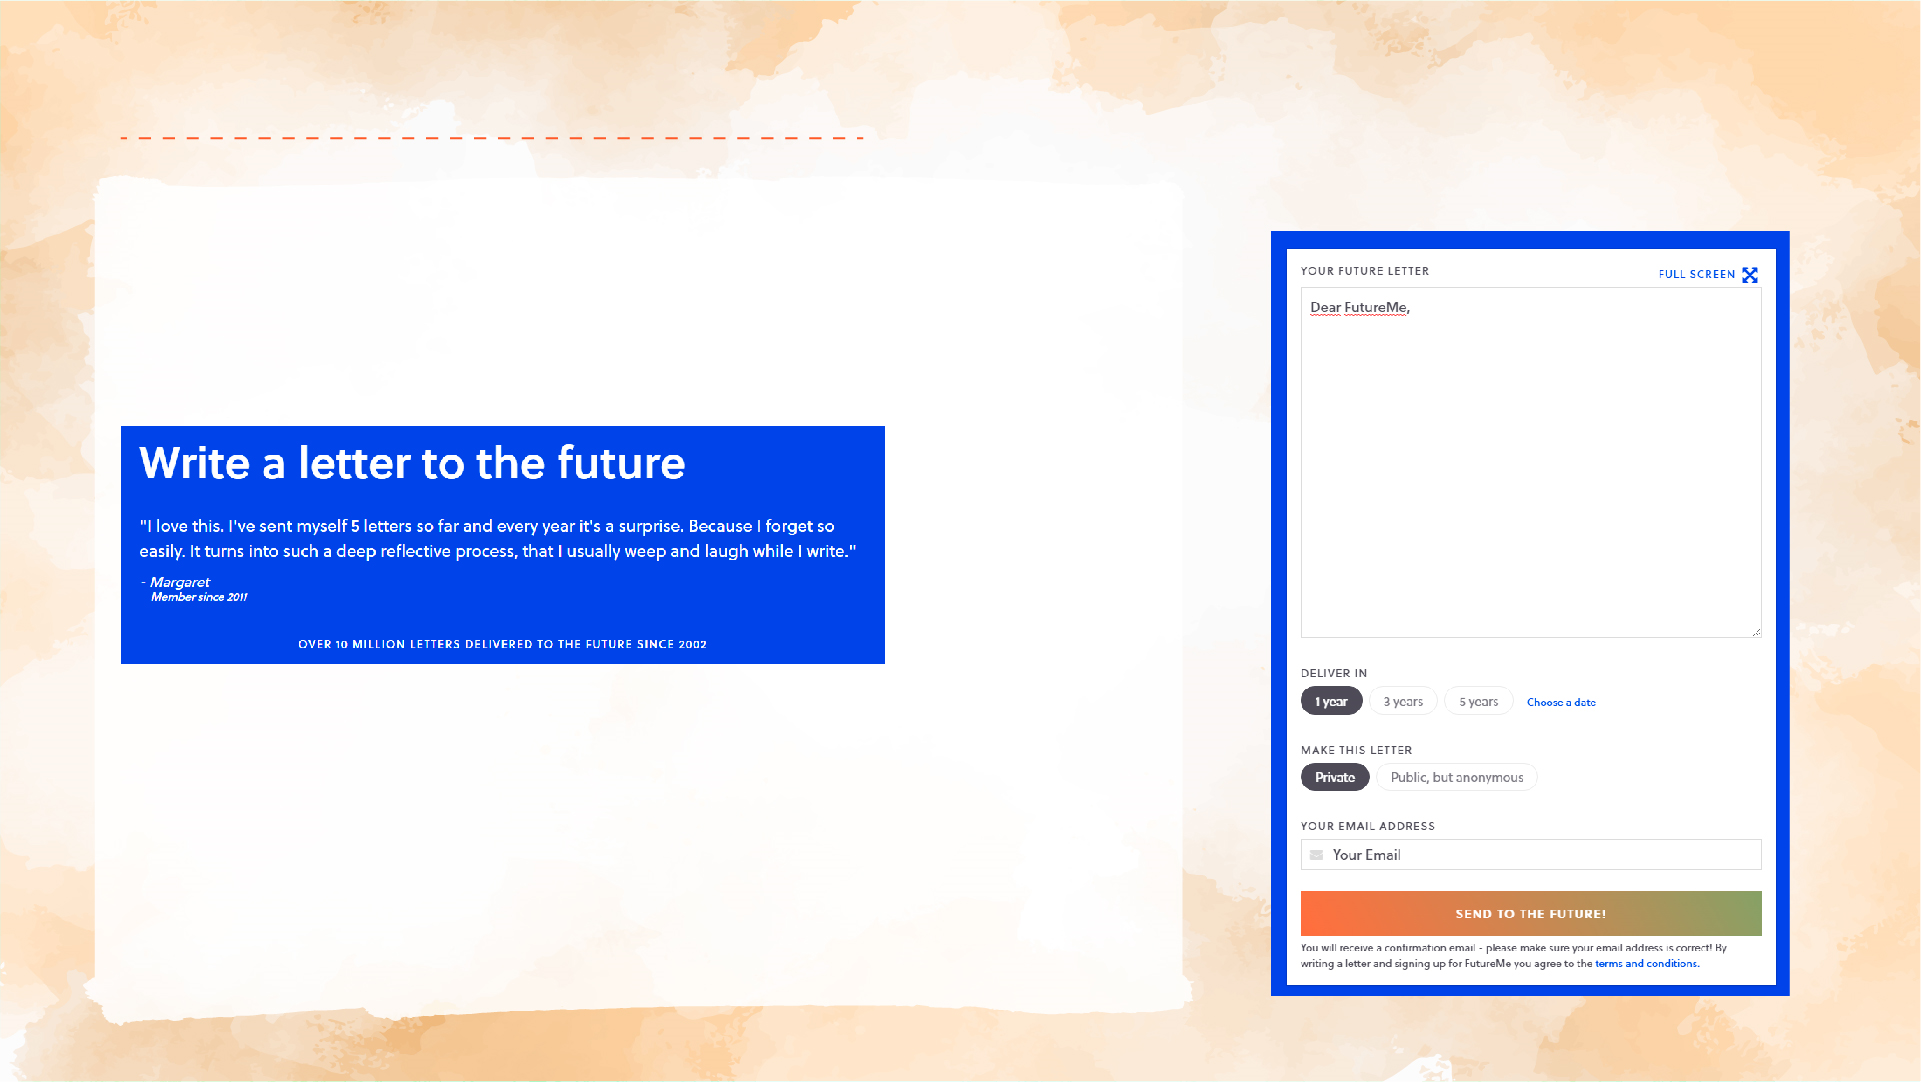 Write a letter to the future
"I love this. I've sent myself 5 letters so far and every year it's a surprise. Because I forget so
easily. It turns into such a deep reflective process, that I usually weep and laugh while I write."
- Margaret
Member since 2011
OVER 10 MILLION LETTERS DELIVERED TO THE FUTURE SINCE 2002
YOUR FUTURE LETTER
FULL SCREEN
Dear FutureMe,
DELIVER IN
1 year 3 years 5 years Choose a date
MAKE THIS LETTER
Private Public, but anonymous
YOUR EMAIL ADDRESS
Your Email
SEND TO THE FUTURE!
You will receive a confirmation email - please make sure your email address is correct! By
writing a letter and signing up for FutureMe you agree to the terms and conditions.